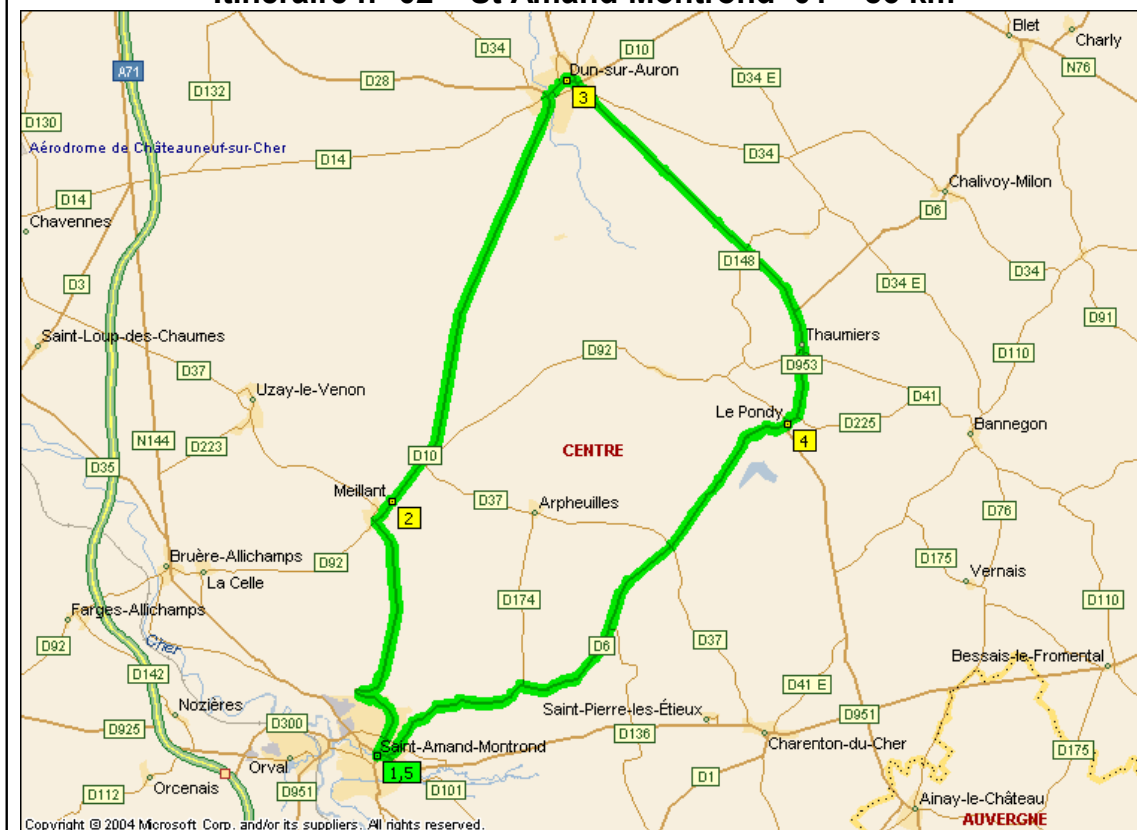 St-Amand-Montrond
D34
D10
Blet
Charly
A71
D28
Dun-sur-Auron
D34 E
N76
D132
3
D130
Aérodrome de Châteauneuf-sur-Cher
D14
D34
D14
Chalivoy-Milon
Chavennes
D6
D148
D34
D3
D34 E
D91
Saint-Loup-des-Chaumes
Thaumiers
D92
D110
D37
D953
Uzay-le-Venon
D41
Le Pondy
D225
Bannegon
N144
D223
4
CENTRE
D10
D35
Meillant
D37
Arpheuilles
2
D76
Bruère-Allichamps
D92
D175
La Celle
Vernais
D174
D110
Farges-Allichamps
Cher
D92
D6
D37
Bessais-le-Fromental
D142
D41 E
Nozières
D300
Saint-Pierre-les-Étieux
D951
D925
D136
Saint-Amand-Montrond
Charenton-du-Cher
D175
Orval
1,5
D1
Orcenais
D112
D951
D101
Ainay-le-Château
AUVERGNE
Copyright © 2004 Microsoft Corp. and/or its suppliers. All rights reserved.